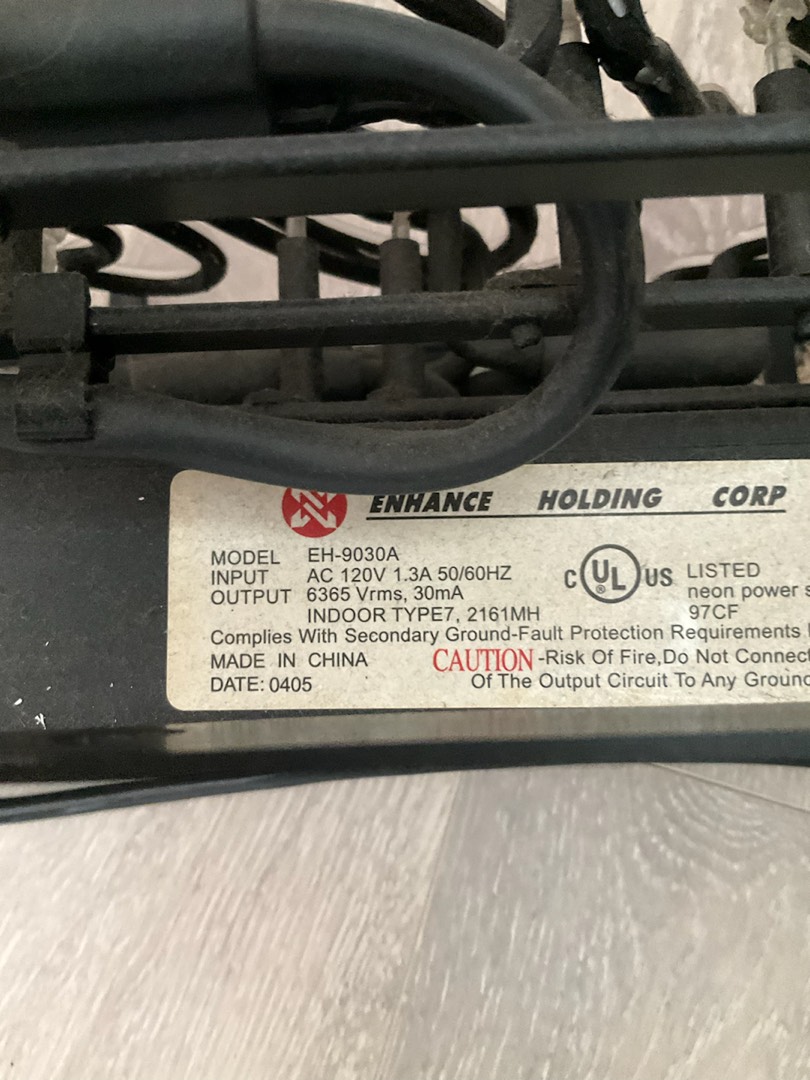 ENHANCE HOLDING CORP
MODEL EH-9030A
INPUT AC 120V 1.3A 50/60HZ
OUTPUT 6365 Vrms, 30mA
INDOOR TYPE7, 2161MH
C UL ® US LISTED
neon power
97CF
Complies With Secondary Ground-Fault Protection Requirements
MADE IN CHINA
CAUTION -Risk Of Fire,Do Not Connect
Of The Output Circuit To Any Ground
DATE: 0405